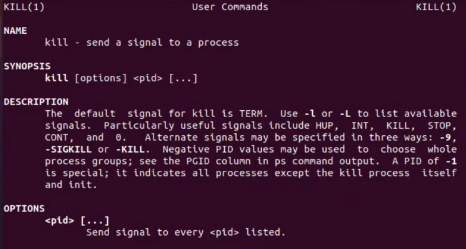 KILL(1) User Commands KILL(1)
NAME
kill - send a signal to a process
SYNOPSIS
kill [options] <pid> [...]
DESCRIPTION
The default signal for kill is TERM. Use -l or -L to list available
signals. Particularly useful signals include HUP, INT, KILL, STOP,
CONT, and 0. Alternate signals may be specified in three ways: -9,
-SIGKILL or -KILL. Negative PID values may be used to choose whole
process groups; see the PGID column in ps command output. A PID of -1
is special; it indicates all processes except the kill process itself
and init.
OPTIONS
<pid> [...]
Send signal to every <pid> listed.